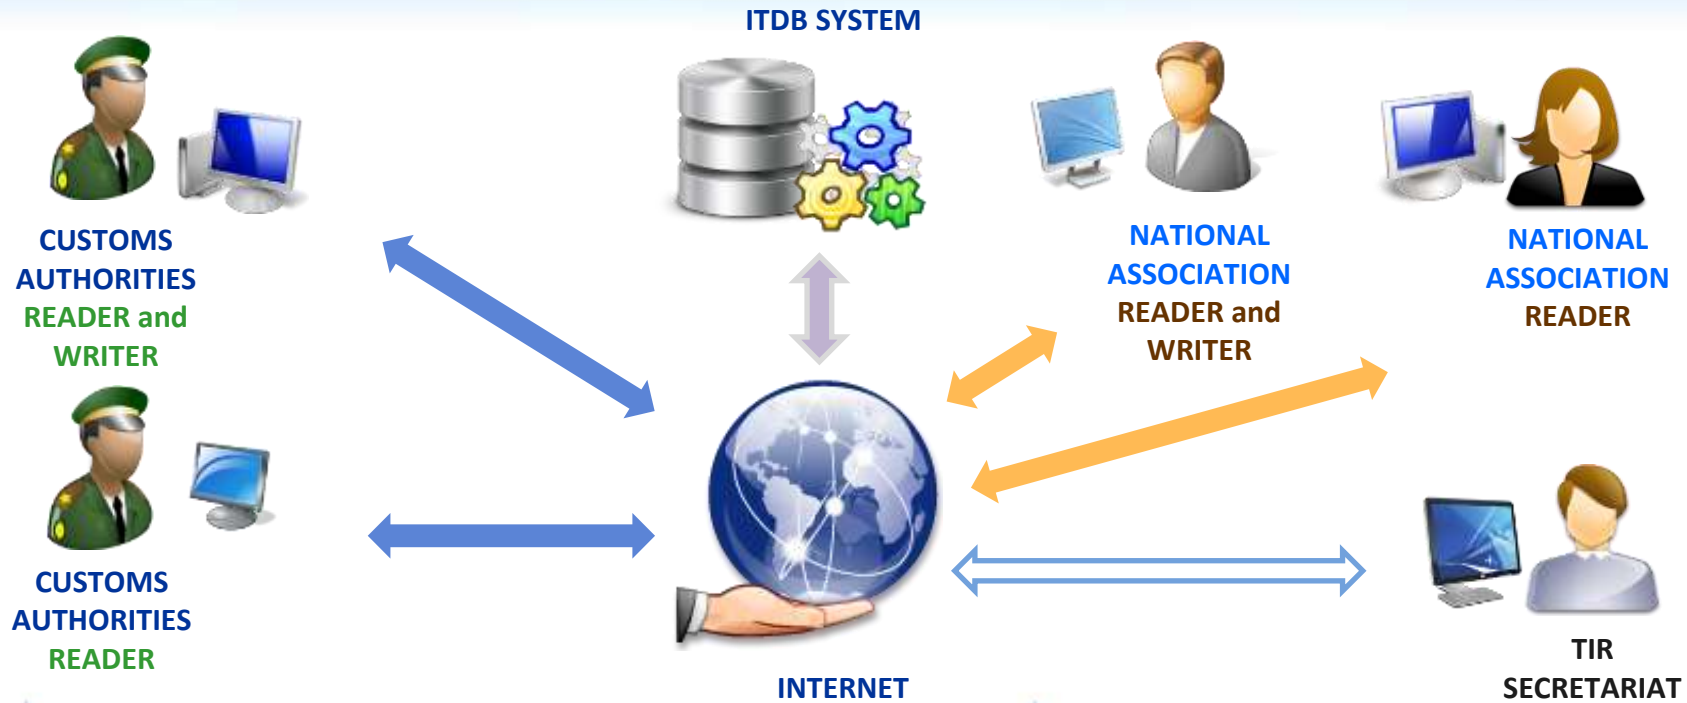 ITDB SYSTEM
CUSTOMS
AUTHORITIES
READER and
WRITER
NATIONAL
ASSOCIATION
READER and
WRITER
NATIONAL
ASSOCIATION
READER
CUSTOMS
AUTHORITIES
READER
INTERNET
TIR
SECRETARIAT